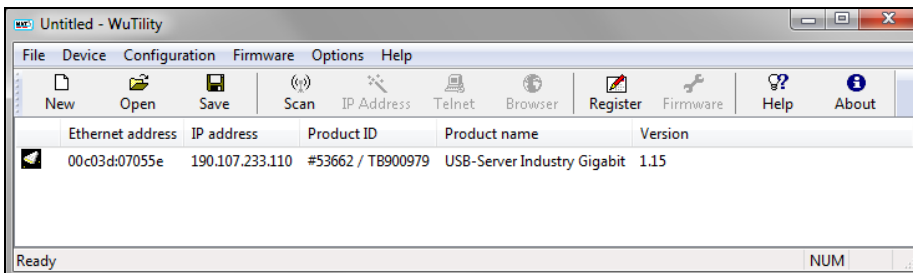 Untitled - WuTility
File Device Configuration Firmware Options Help
New Open Save Scan IP Address Telnet Browser Register Firmware Help About
Ethernet address IP address Product ID Product name Version
00c03d:07055e 190.107.233.110 #53662 / TB900979 USB-Server Industry Gigabit 1.15
Ready NUM